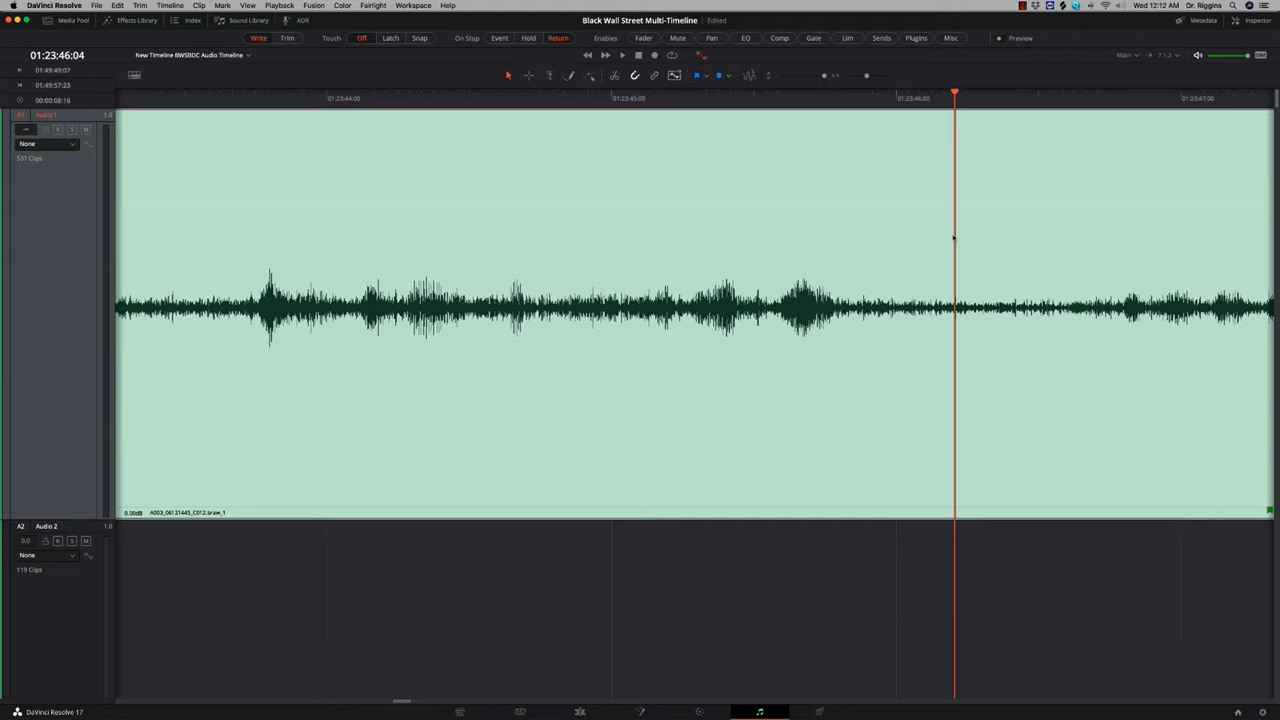 DaVinci Resolve File Edit Trim Timeline Clip Mark View Playback Fusion Color Fairlight Workspace Help Wed 12:12 AM Dr. Riggins
Media Pool Effects Library Index Sound Library ADR Black Wall Street Multi-Timeline Edited Metadata Inspector
Write Trim Touch Off Latch Snap On Stop Event Hold Return Enables Fader Mute Pan EQ Comp Gate Lim Sends Plugins Misc Preview
01:23:46:04 New Timeline BWSBDC Audio Timeline Main 7.1.2 DIM
01:49:49:07
01:49:57:23
00:00:08:16
01:23:44:00 01:23:45:00 01:23:46:00 01:23:47:00
A1 Audio 1 1.0
R S M
None
531 Clips
0.00dB A003_06121445_C012.braw_1
A2 Audio 2 1.0
0.0 R S M
None
119 Clips
DaVinci Resolve 17